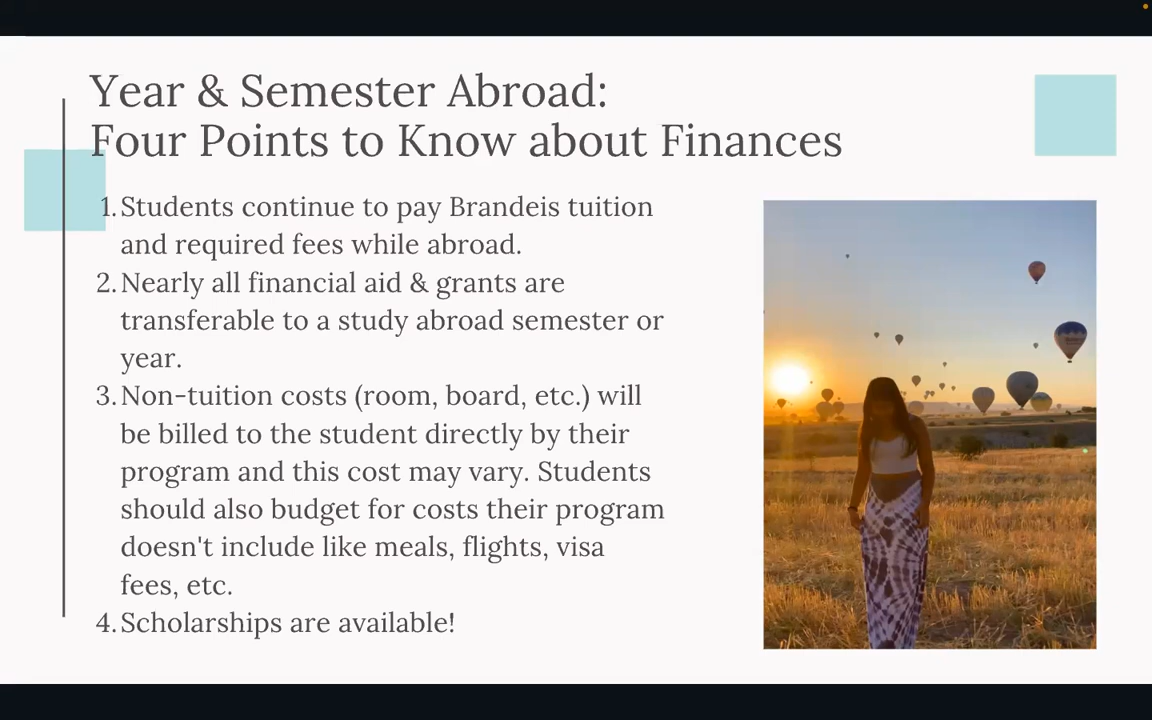 Year & Semester Abroad:
Four Points to Know about Finances
1. Students continue to pay Brandeis tuition
and required fees while abroad.
2. Nearly all financial aid & grants are
transferable to a study abroad semester or
year.
3. Non-tuition costs (room, board, etc.) will
be billed to the student directly by their
program and this cost may vary. Students
should also budget for costs their program
doesn't include like meals, flights, visa
fees, etc.
4. Scholarships are available!